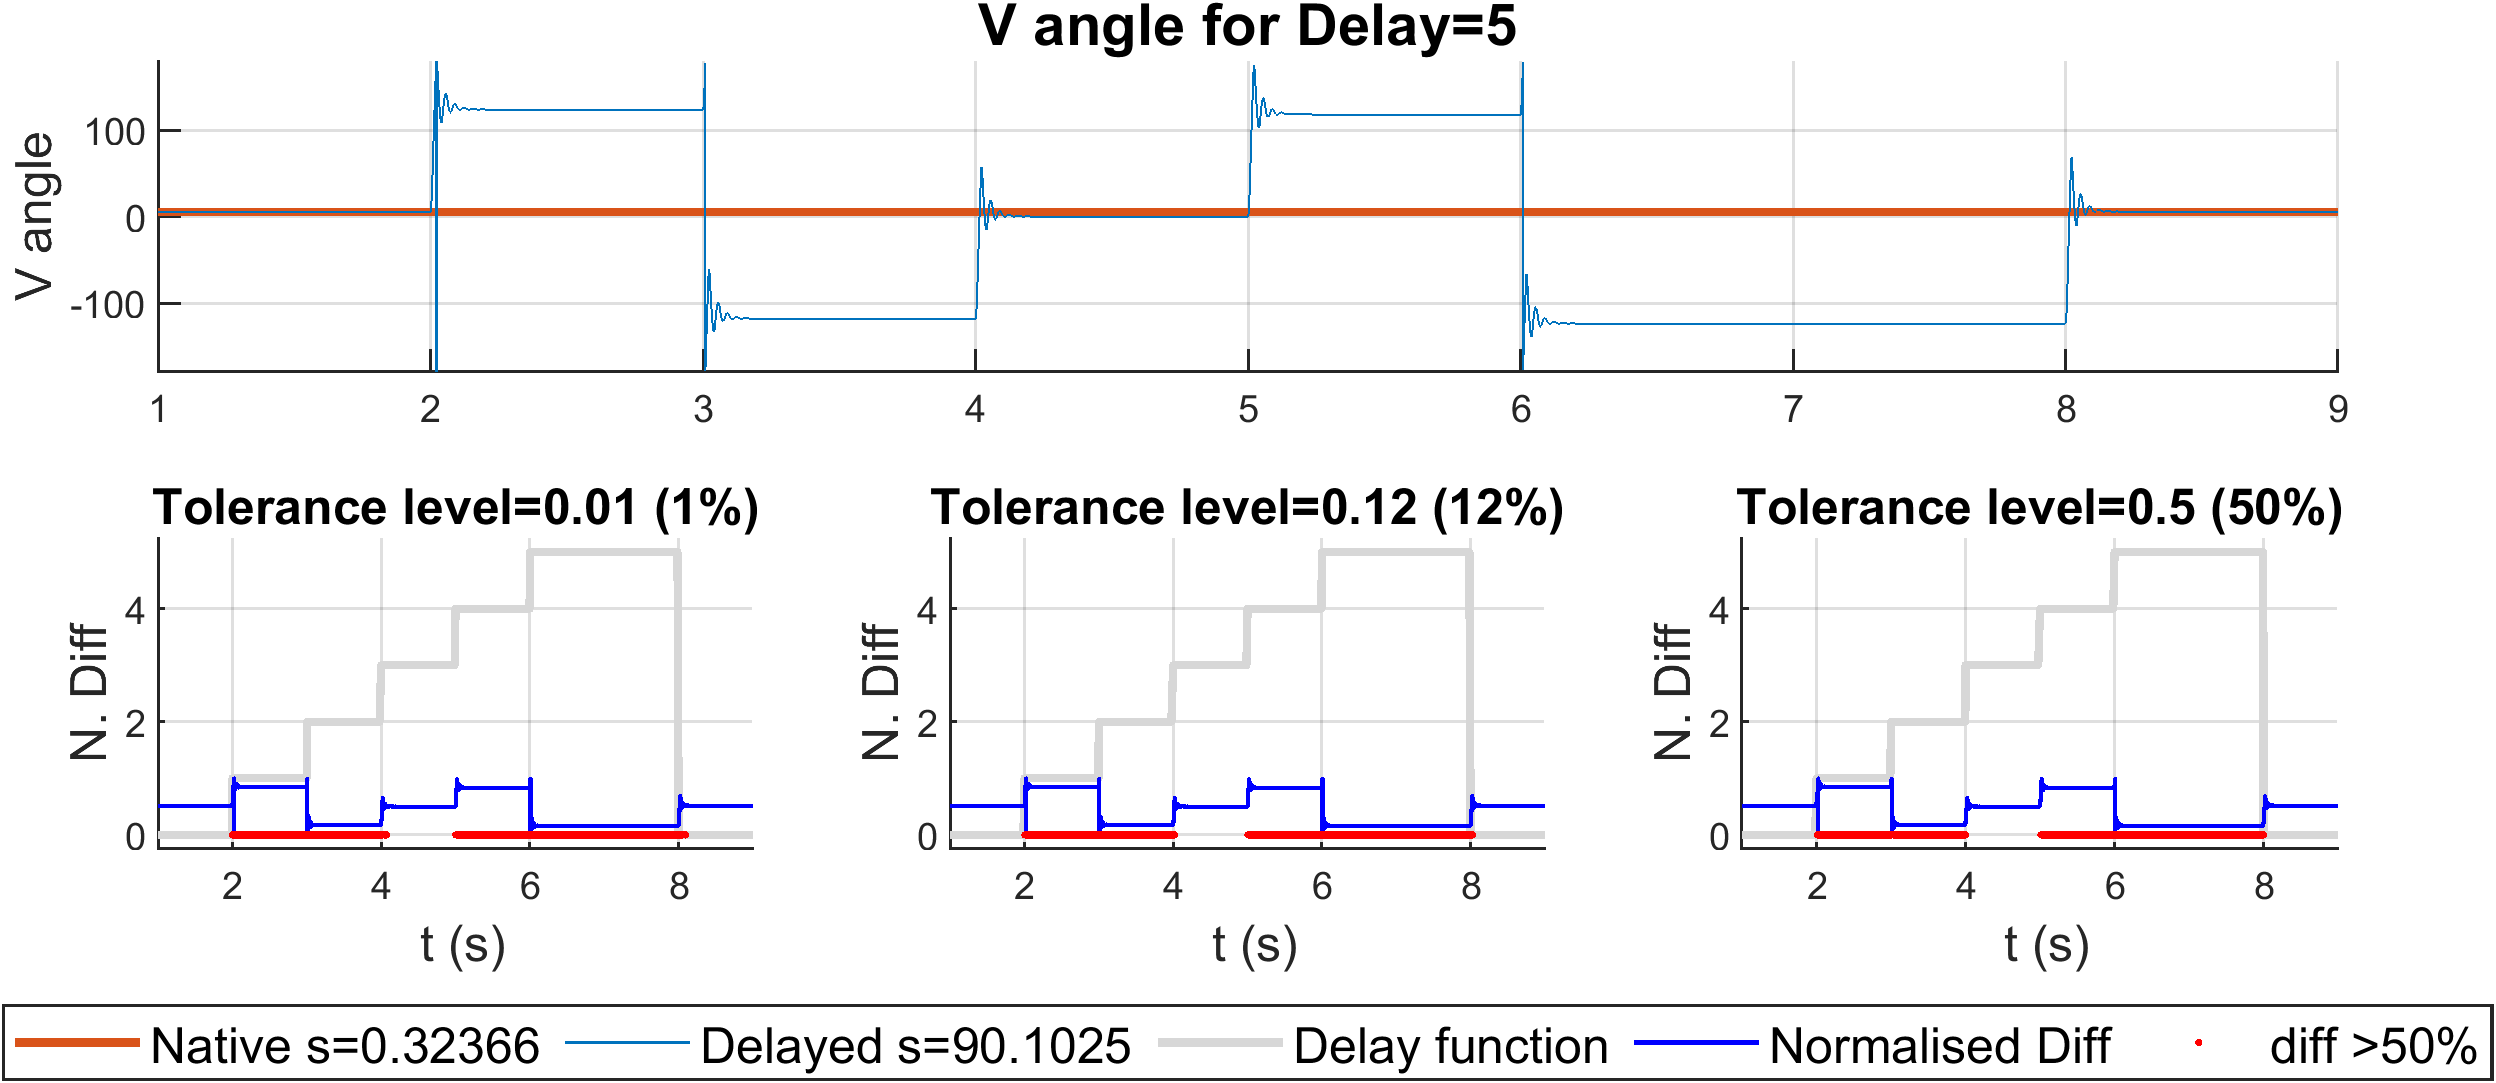 V angle for Delay=5
V angle
100
0
-100
1 2 3 4 5 6 7 8 9
Tolerance level=0.01 (1%)
N. Diff
4
2
0
2 4 6 8
t (s)
Tolerance level=0.12 (12%)
N. Diff
4
2
0
2 4 6 8
t (s)
Tolerance level=0.5 (50%)
N. Diff
4
2
0
2 4 6 8
t (s)
Native s=0.32366 Delayed s=90.1025 Delay function Normalised Diff diff >50%